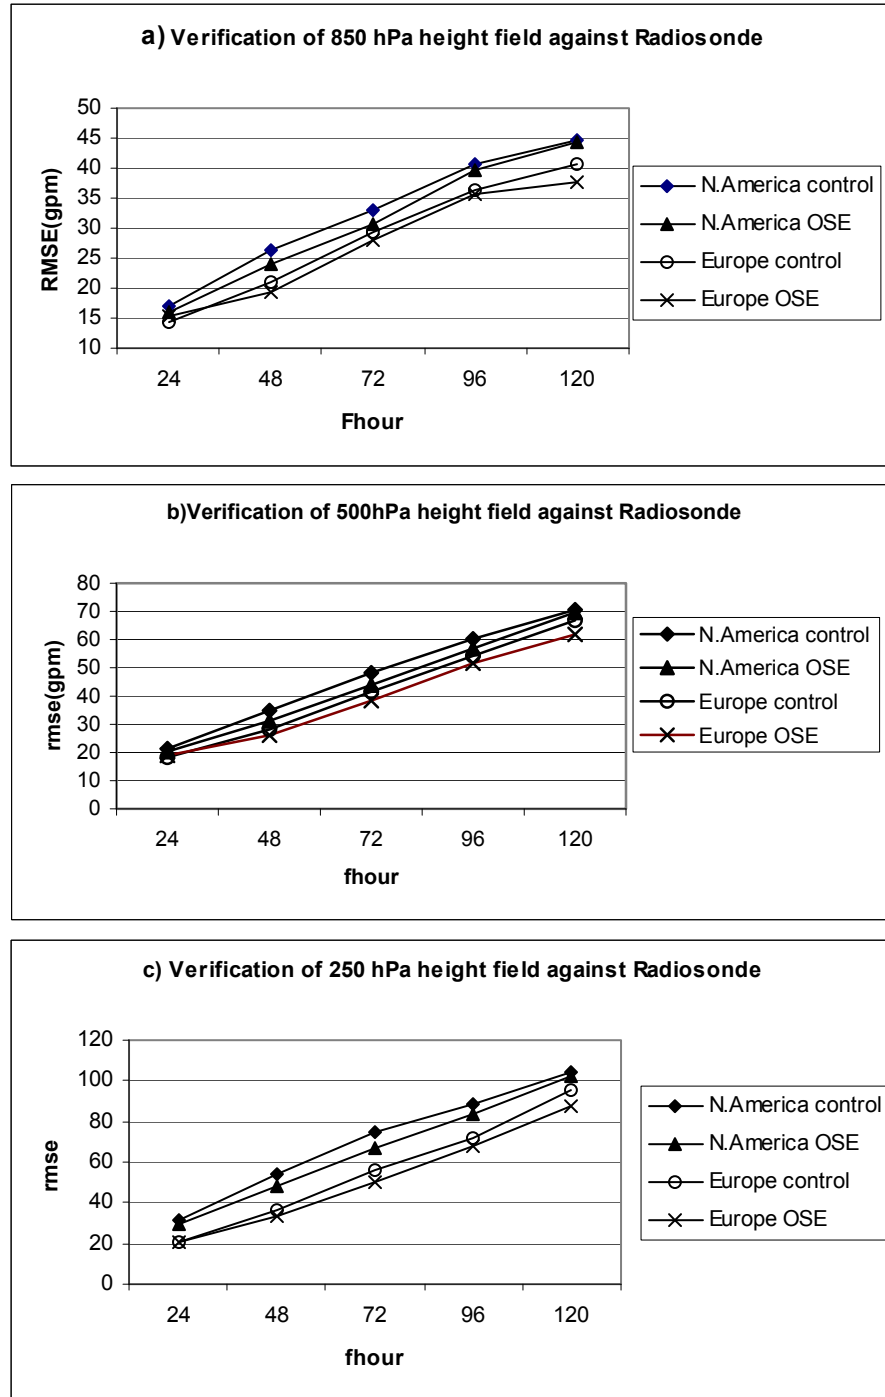 a) Verification of 850 hPa height field against Radiosonde
50
45
40
35
30
25
20
15
10
RMSE(gpm)
24 48 72 96 120
Fhour
N.America control
N.America OSE
Europe control
Europe OSE
b)Verification of 500hPa height field against Radiosonde
80
70
60
50
40
30
20
10
0
rmse(gpm)
24 48 72 96 120
fhour
N.America control
N.America OSE
Europe control
Europe OSE
c) Verification of 250 hPa height field against Radiosonde
120
100
80
60
40
20
0
rmse
24 48 72 96 120
fhour
N.America control
N.America OSE
Europe control
Europe OSE